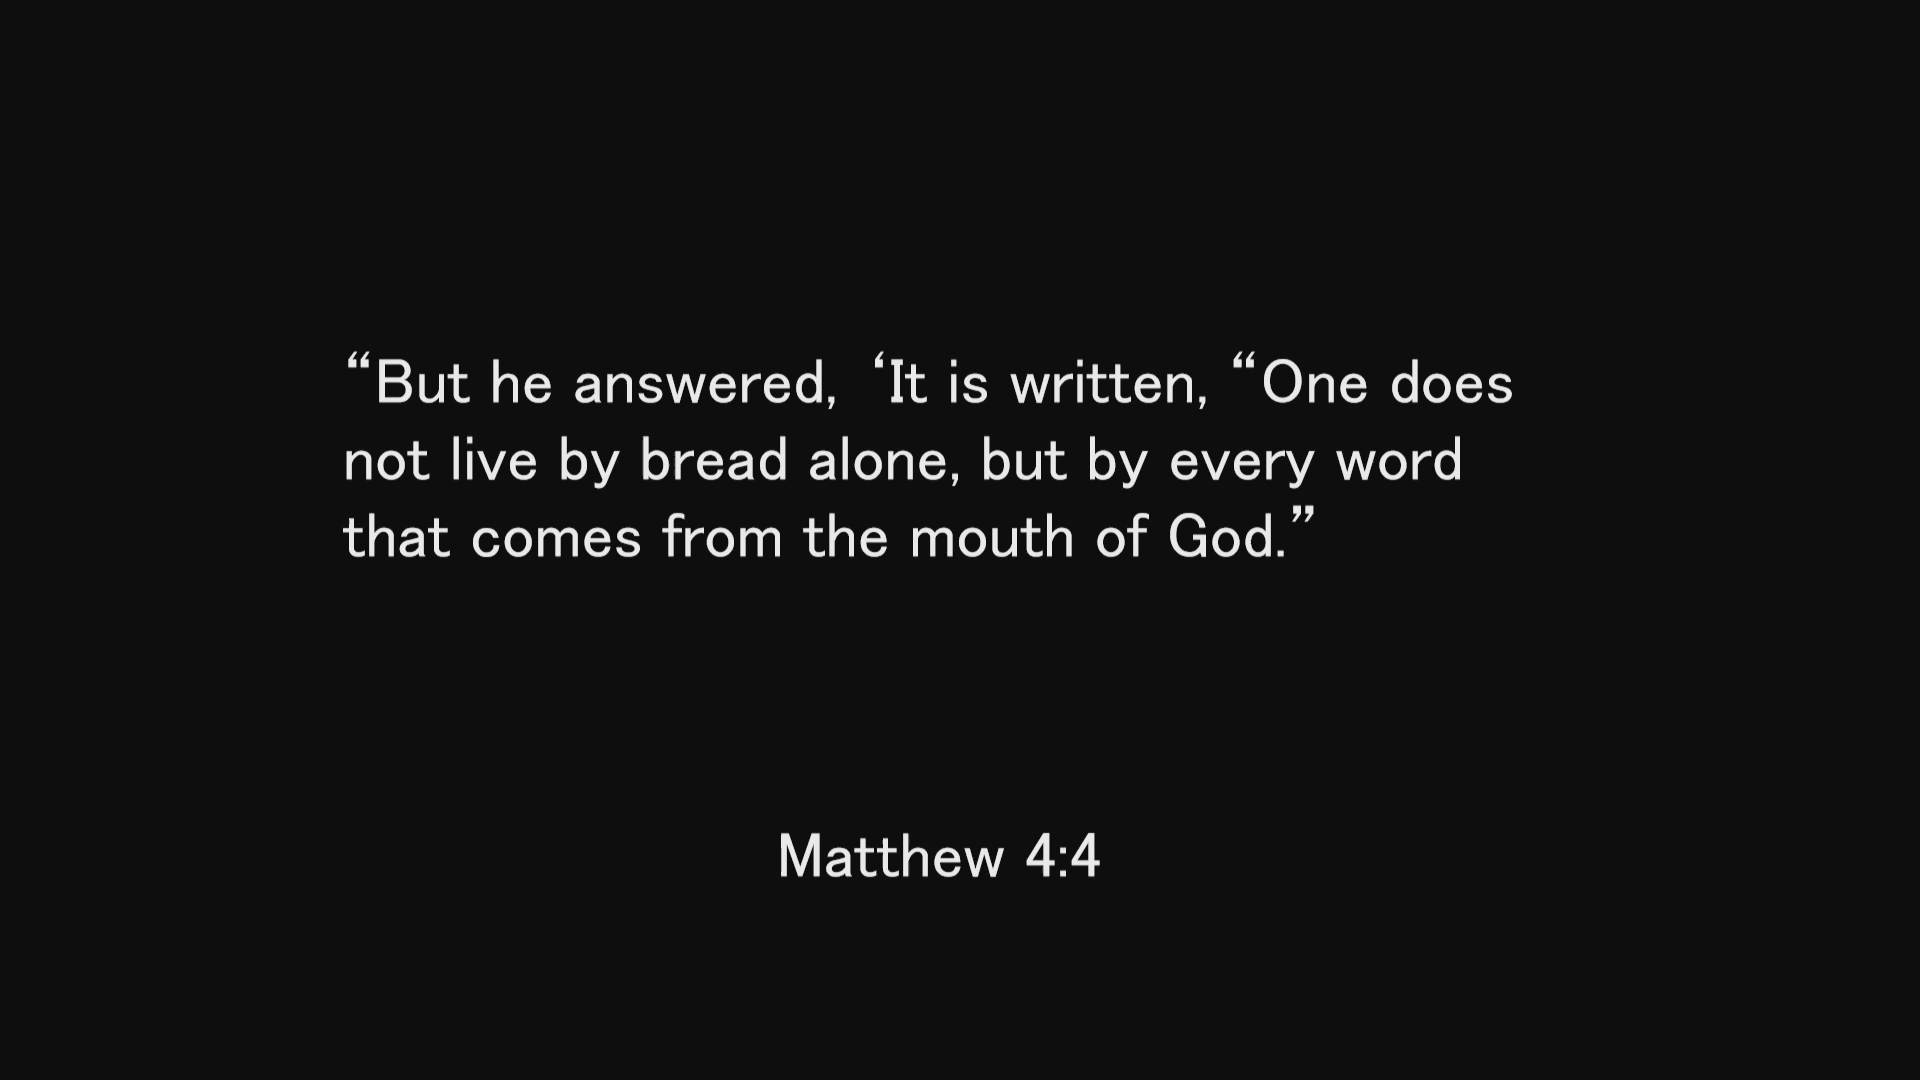 “But he answered, ‘It is written, “One does
not live by bread alone, but by every word
that comes from the mouth of God.”
Matthew 4:4